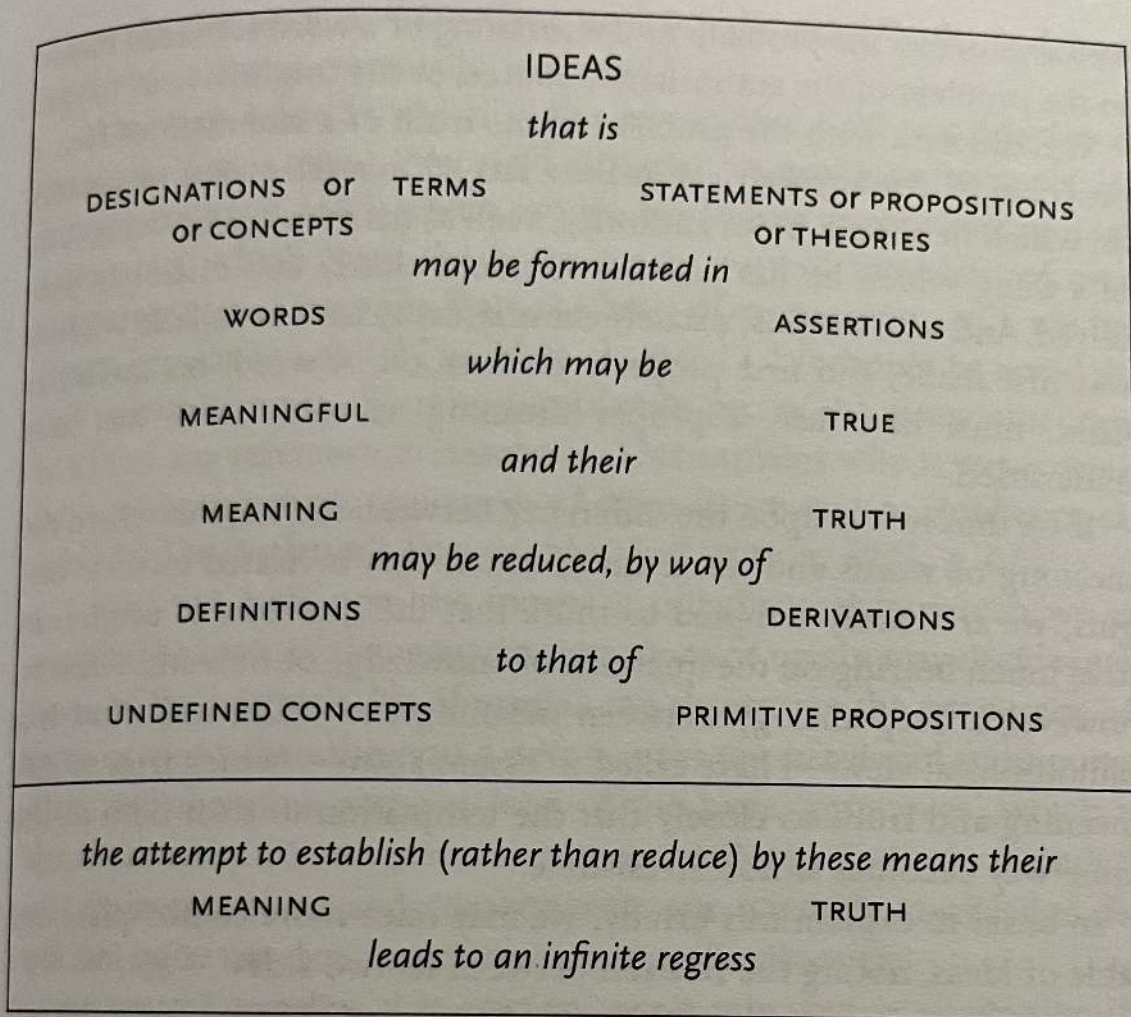 IDEAS
that is
DESIGNATIONS or TERMS STATEMENTS or PROPOSITIONS
or CONCEPTS or THEORIES
may be formulated in
WORDS ASSERTIONS
which may be
MEANINGFUL TRUE
and their
MEANING TRUTH
may be reduced, by way of
DEFINITIONS DERIVATIONS
to that of
UNDEFINED CONCEPTS PRIMITIVE PROPOSITIONS
the attempt to establish (rather than reduce) by these means their
MEANING TRUTH
leads to an infinite regress